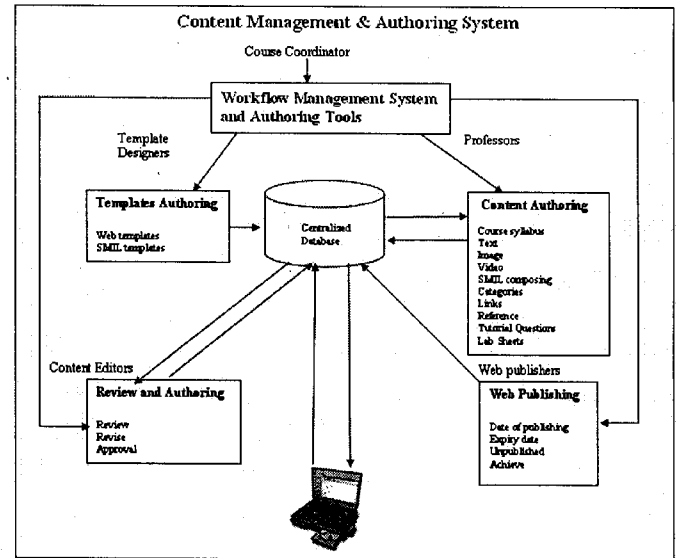 Content Management & Authoring System
Course Coordinator
Workflow Management System
and Authoring Tools
Template
Designers
Professors
Templates Authoring
Web templates
SMIL templates
Centralized
Database
Content Authoring
Course syllabus
Text
Image
Video
SMIL composing
Categories
Links
Reference
Tutorial Questions
Lab Sheets
Content Editors
Review and Authoring
Review
Revise
Approval
Web publishers
Web Publishing
Date of publishing
Expiry date
Unpublished
Achieve